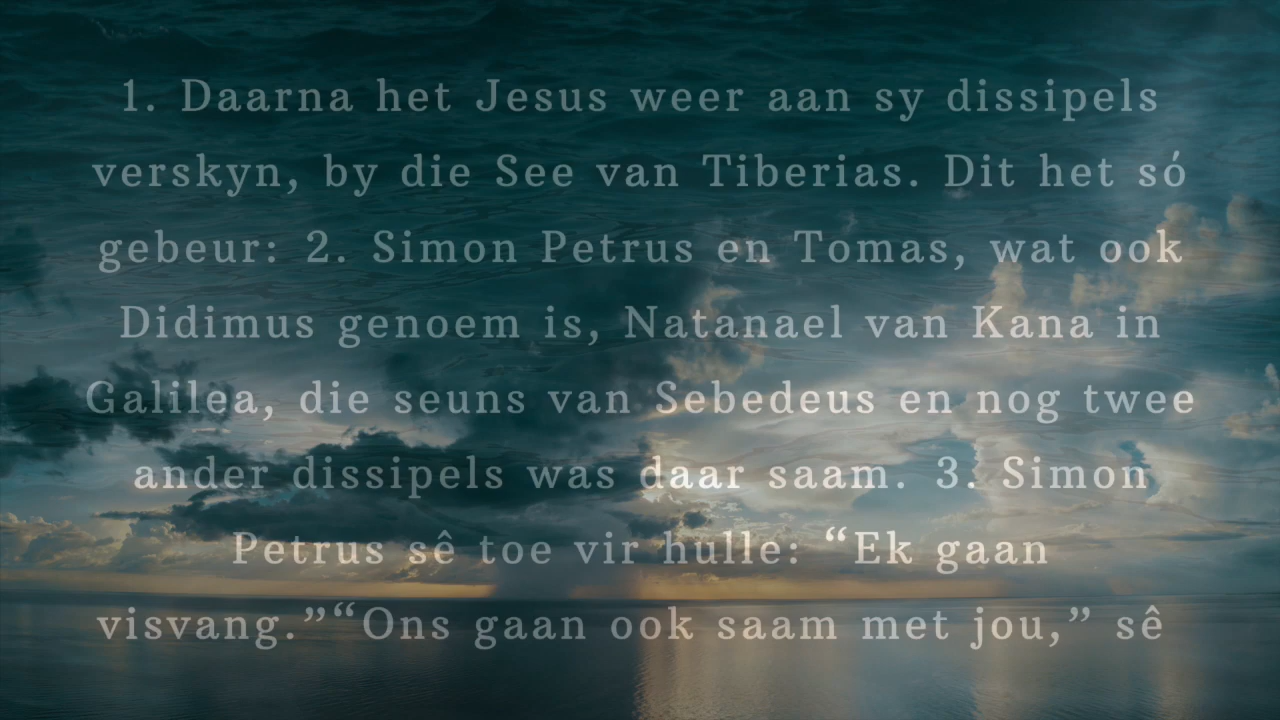 1. Daarna het Jesus weer aan sy dissipels
verskyn, by die See van Tiberias. Dit het só
gebeur: 2. Simon Petrus en Tomas, wat ook
Didimus genoem is, Natanael van Kana in
Galilea, die seuns van Sebedeus en nog twee
ander dissipels was daar saam. 3. Simon
Petrus sê toe vir hulle: “Ek gaan
visvang.”“Ons gaan ook saam met jou,” sê